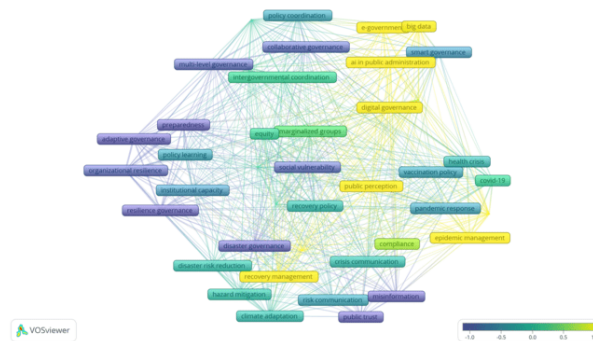 policy coordination
e-government
big data
collaborative governance
smart governance
multi-level governance
ai in public administration
intergovernmental coordination
digital governance
preparedness
equity
marginalized groups
adaptive governance
policy learning
health crisis
organizational resilience
social vulnerability
vaccination policy
covid-19
institutional capacity
public perception
resilience governance
recovery policy
pandemic response
epidemic management
disaster governance
compliance
disaster risk reduction
crisis communication
recovery management
hazard mitigation
risk communication
misinformation
climate adaptation
public trust
VOSviewer
-1.0 -0.5 0.0 0.5